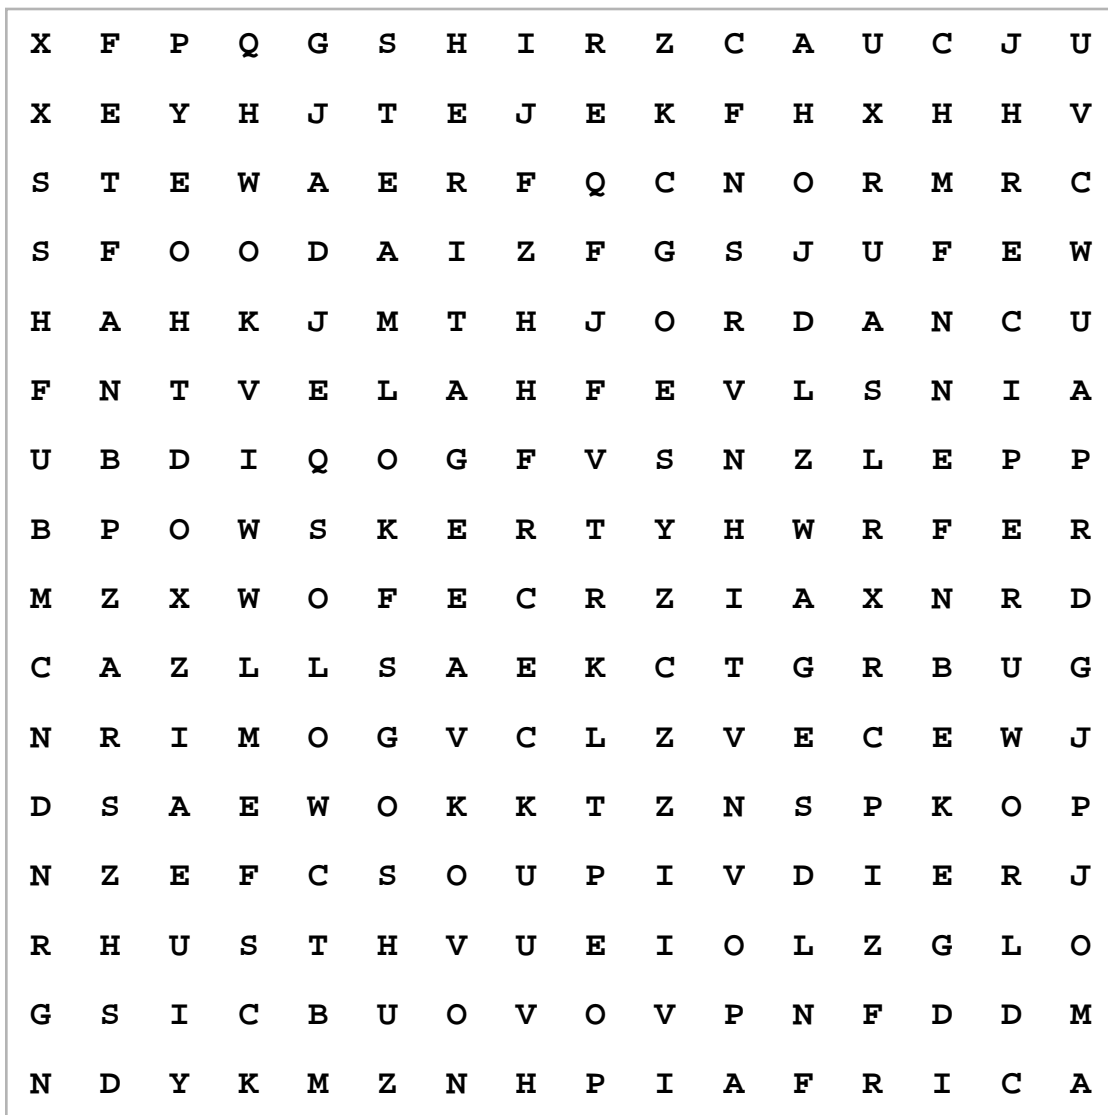 X F P Q G S H I R Z C A U C J U
X E Y H J T E J E K F H X H H V
S T E W A E R F Q C N O R M R C
S F O O D A I Z F G S J U F E W
H A H K J M T H J O R D A N C U
F N T V E L A H F E V L S N I A
U B D I Q O G F V S N Z L E P P
B P O W S K E R T Y H W R F E R
M Z X W O F E C R Z I A X N R D
C A Z L L S A E K C T G R B U G
N R I M O G V C L Z V E C E W J
D S A E W O K K T Z N S P K O P
N Z E F C S O U P I V D I E R J
R H U S T H V U E I O L Z G L O
G S I C B U O V O V P N F D D M
N D Y K M Z N H P I A F R I C A